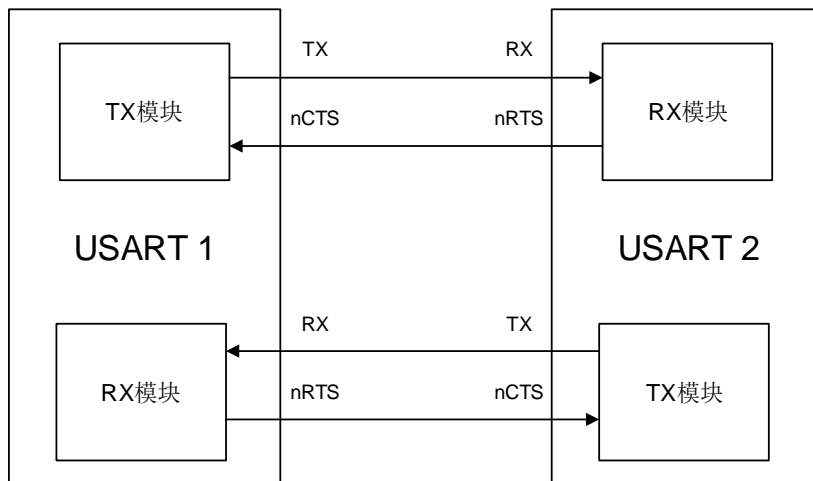 TX RX
TX模块
nCTS nRTS
RX模块
USART 1 USART 2
RX TX
RX模块
nRTS nCTS
TX模块